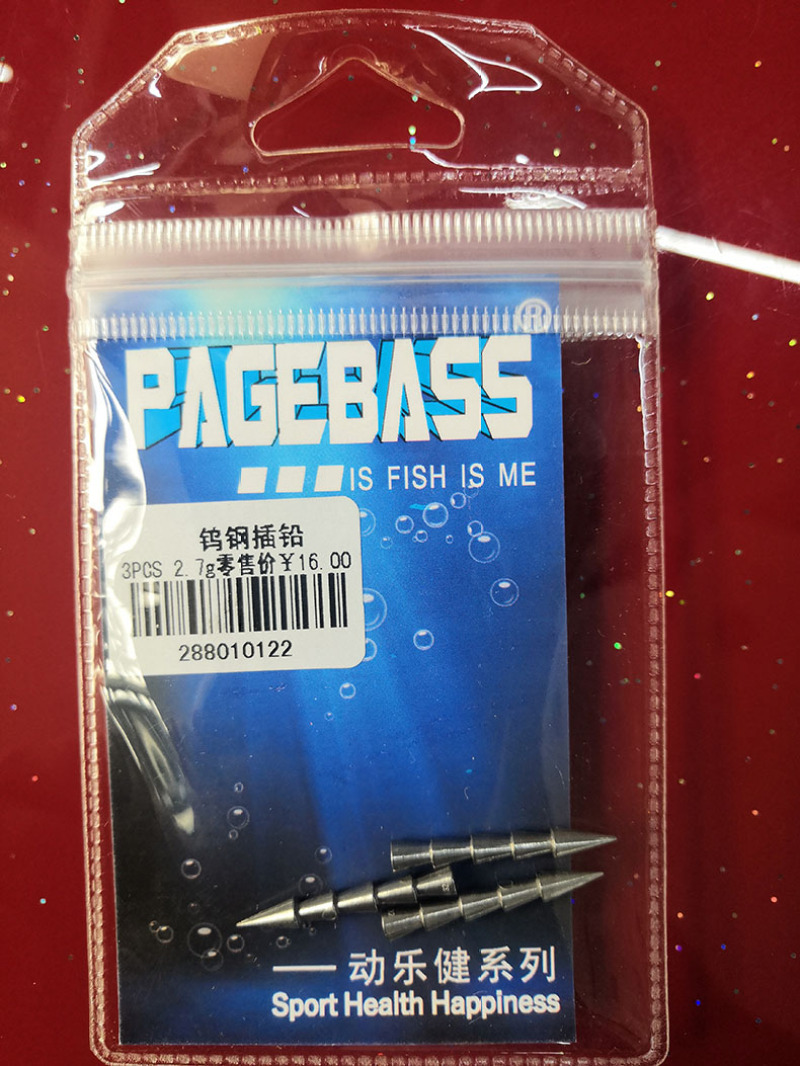 ®
PAGEBASS
IS FISH IS ME
钨钢插铅
3PCS 2.7g零售价￥16.00
288010122
动乐健系列
Sport Health Happiness